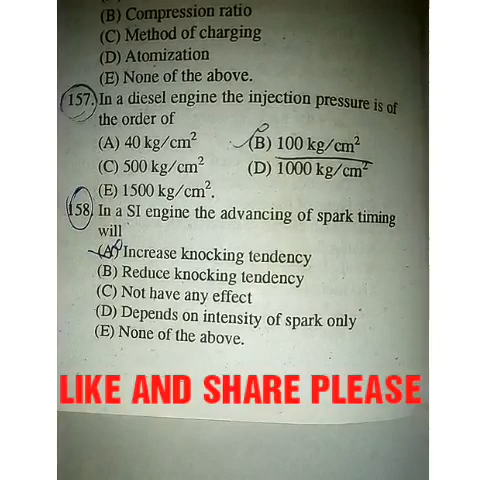 (B) Compression ratio
(C) Method of charging
(D) Atomization
(E) None of the above.
157. In a diesel engine the injection pressure is of
the order of
(A) 40 kg/cm² (B) 100 kg/cm²
(C) 500 kg/cm² (D) 1000 kg/cm²
(E) 1500 kg/cm².
158. In a SI engine the advancing of spark timing
will
(A) Increase knocking tendency
(B) Reduce knocking tendency
(C) Not have any effect
(D) Depends on intensity of spark only
(E) None of the above.
LIKE AND SHARE PLEASE